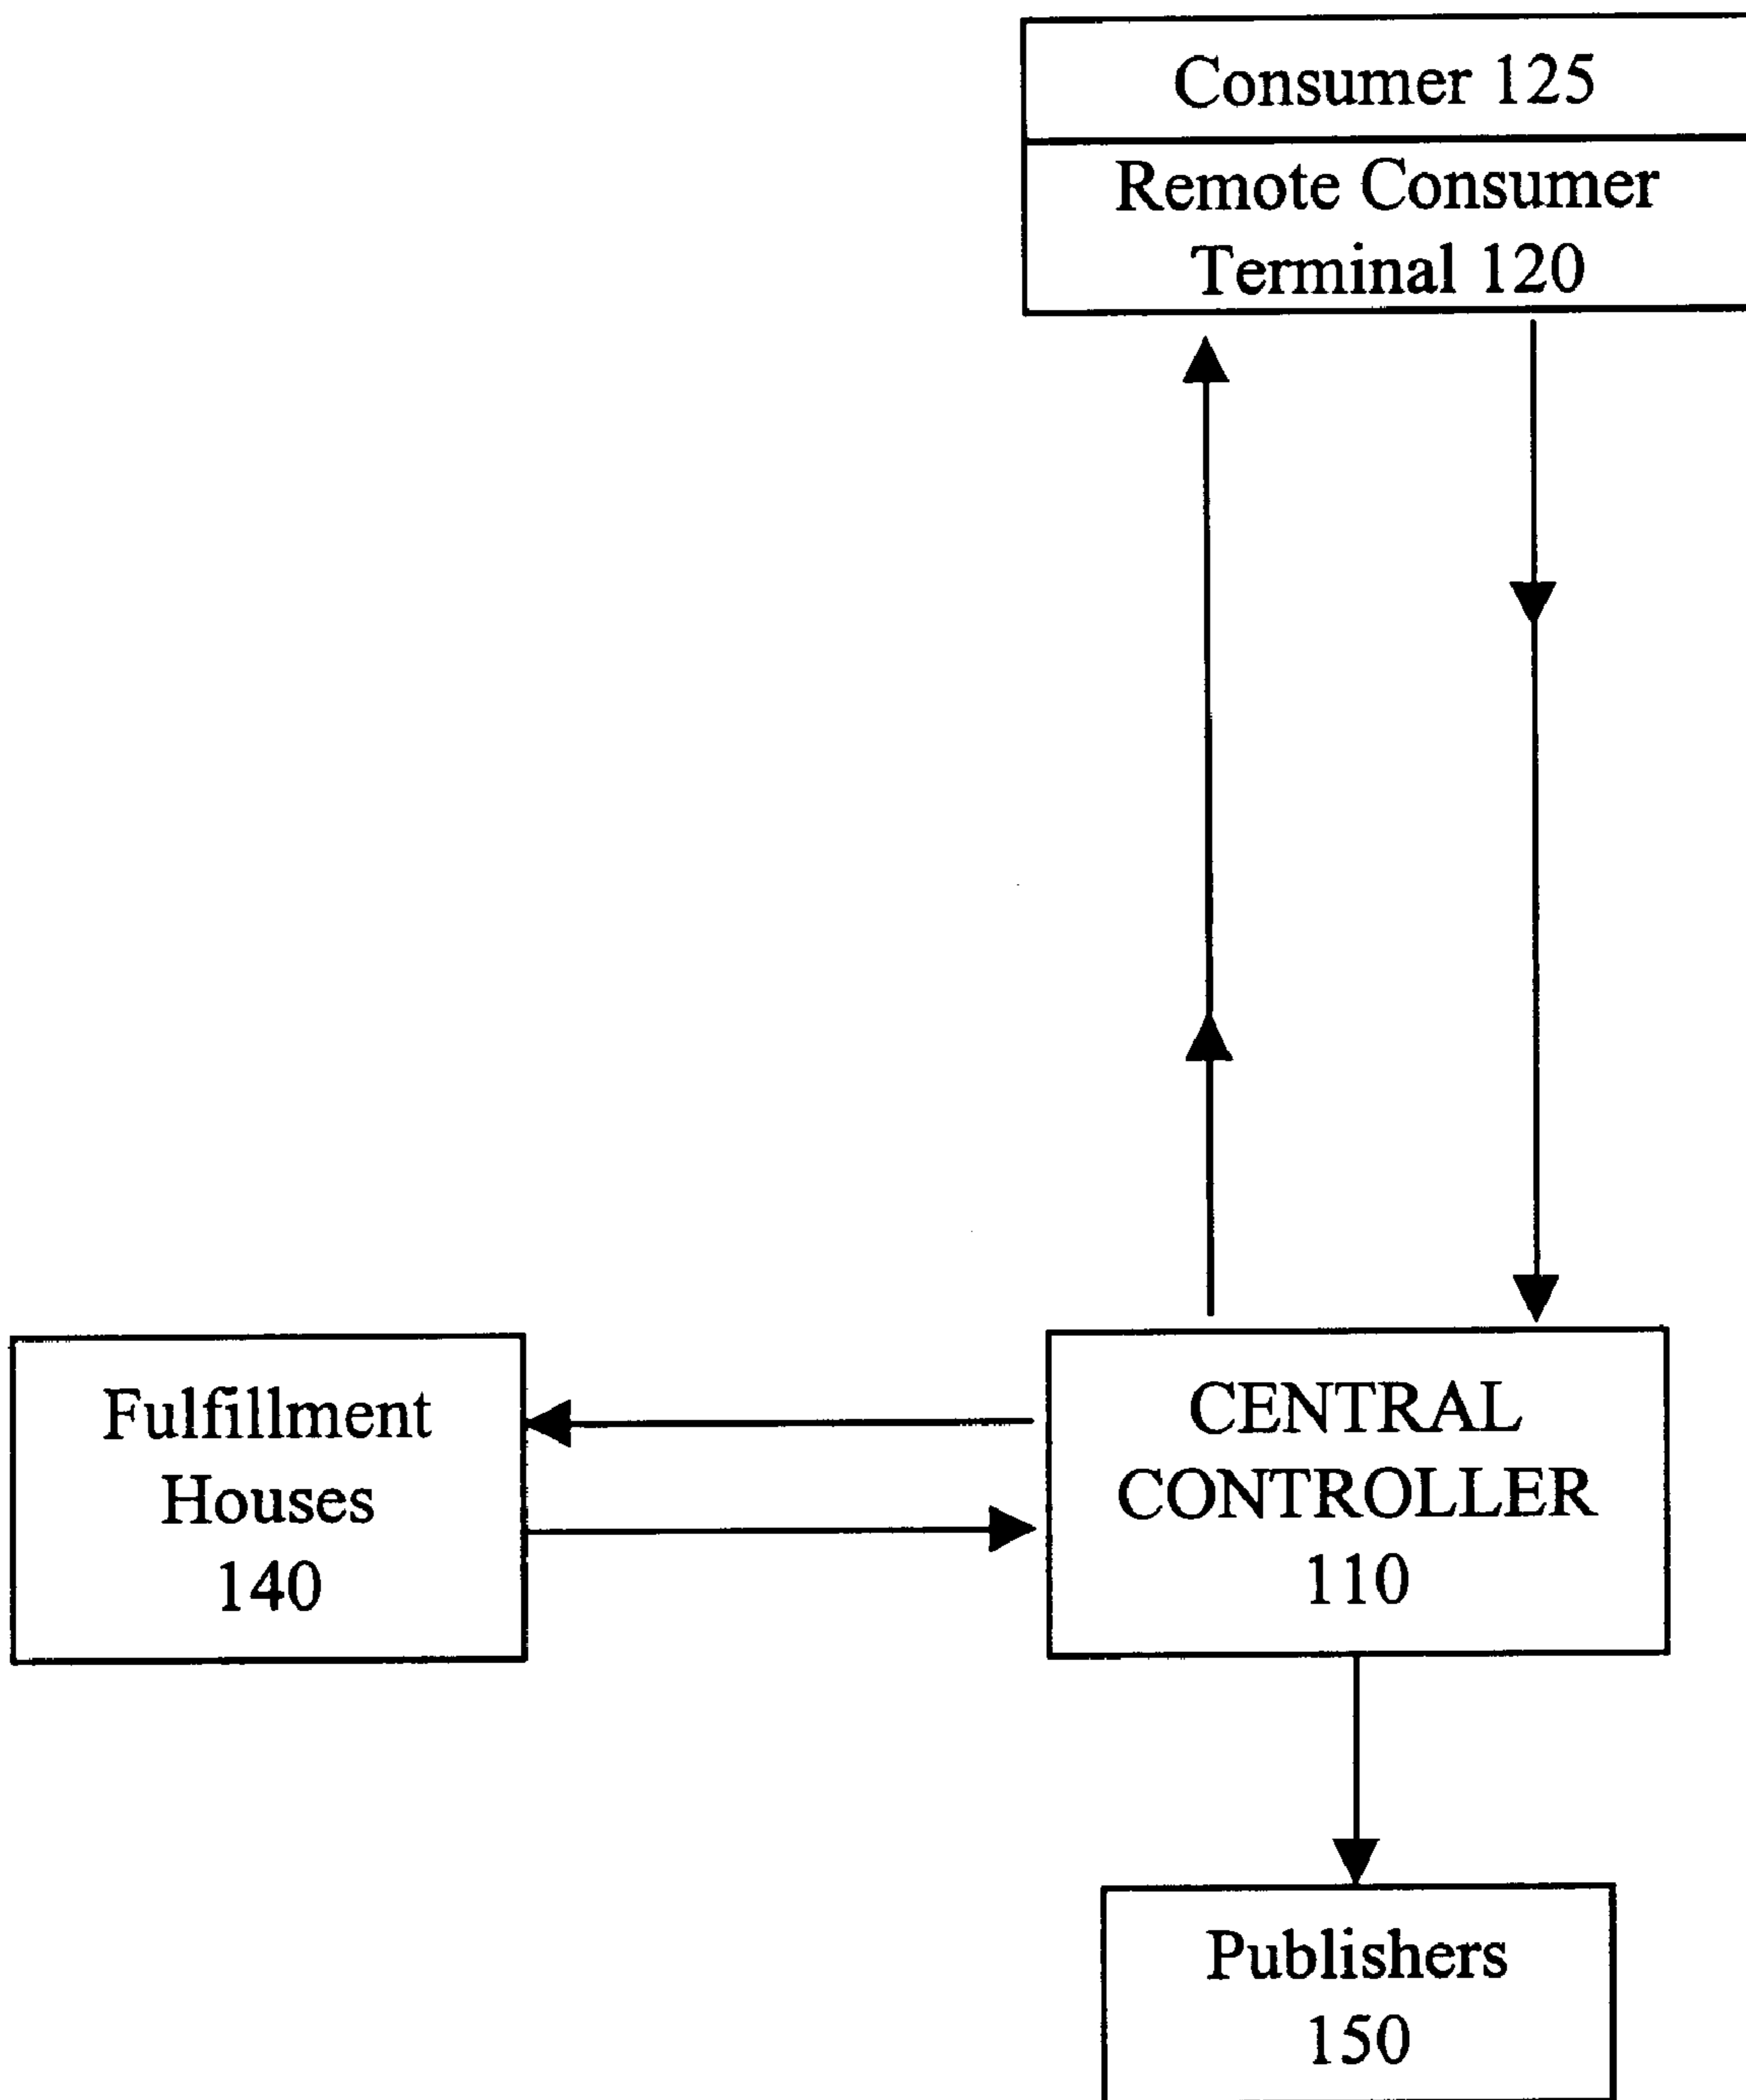 Consumer 125
Remote Consumer
Terminal 120
Fulfillment
Houses
140
CENTRAL
CONTROLLER
110
Publishers
150